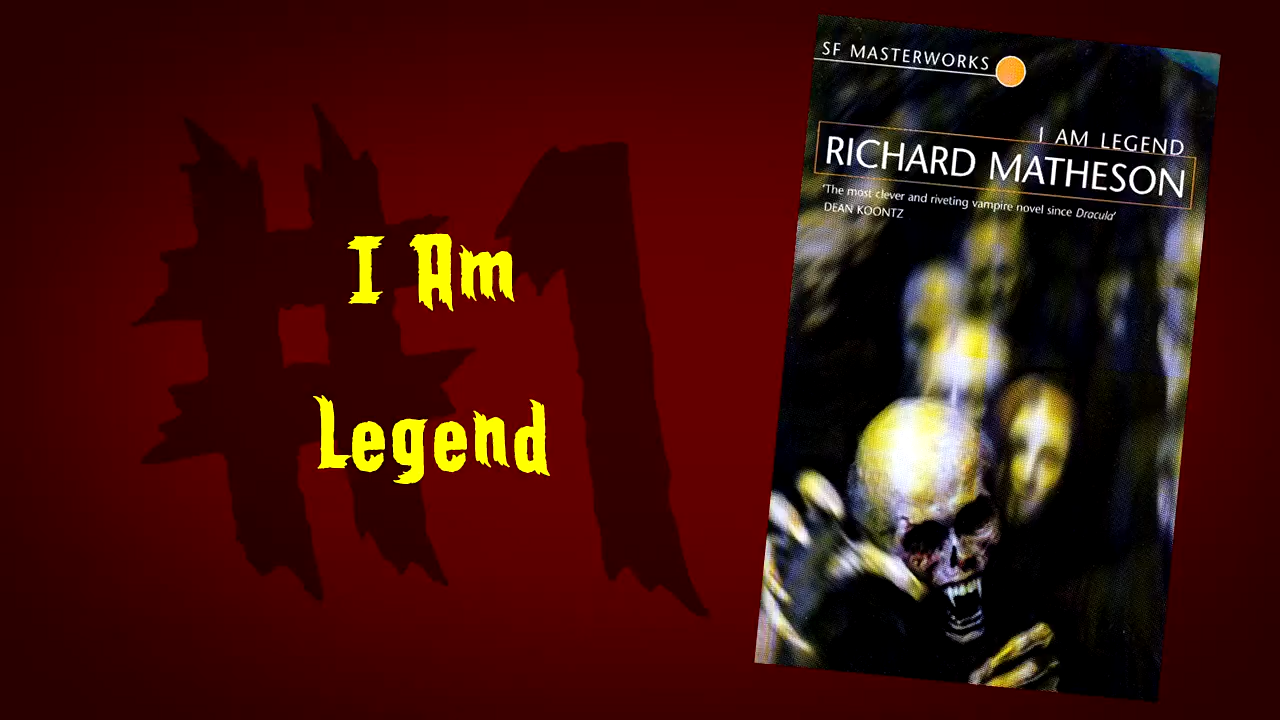 #1
I Am
Legend
SF MASTERWORKS
I AM LEGEND
RICHARD MATHESON
'The most clever and riveting vampire novel since Dracula'
DEAN KOONTZ